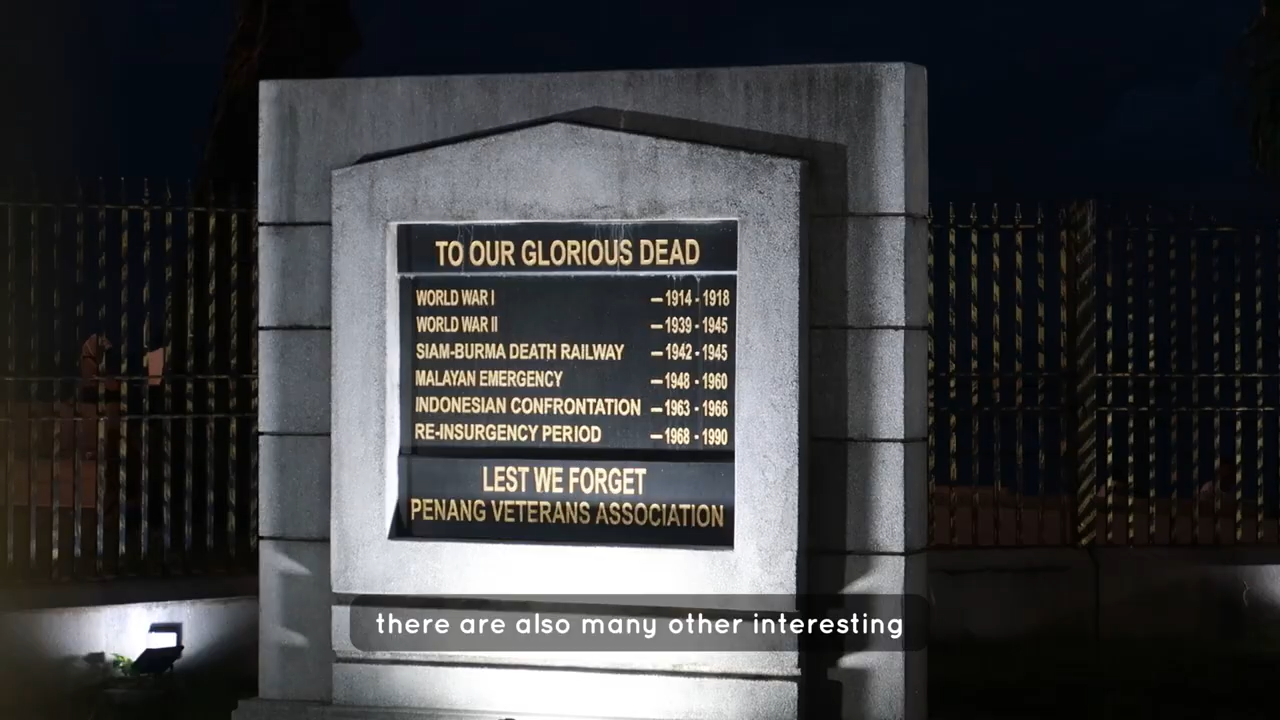 TO OUR GLORIOUS DEAD
WORLD WAR I — 1914 - 1918
WORLD WAR II — 1939 - 1945
SIAM-BURMA DEATH RAILWAY — 1942 - 1945
MALAYAN EMERGENCY — 1948 - 1960
INDONESIAN CONFRONTATION — 1963 - 1966
RE-INSURGENCY PERIOD — 1968 - 1990
LEST WE FORGET
PENANG VETERANS ASSOCIATION
there are also many other interesting